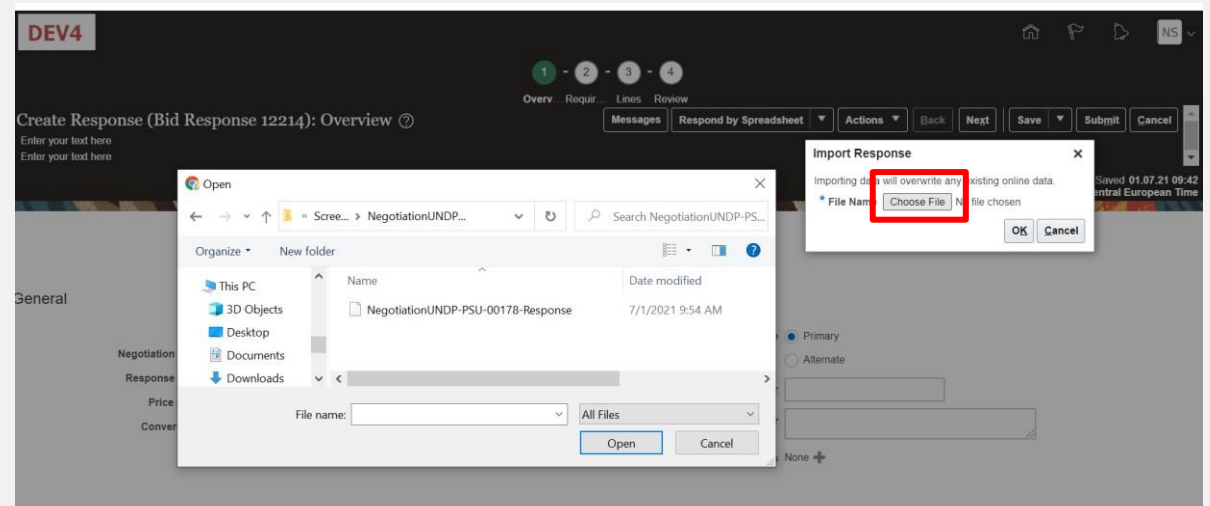 DEV4
NS
1 - 2 - 3 - 4
Overv... Requir... Lines Review
Create Response (Bid Response 12214): Overview ?
Messages Respond by Spreadsheet Actions Back Next Save Submit Cancel
Enter your text here
Enter your text here
Import Response
Importing data will overwrite any existing online data.
* File Name Choose File No file chosen
OK Cancel
Saved 01.07.21 09:42
entral European Time
Open
« Scree... › NegotiationUNDP...
Search NegotiationUNDP-PS...
Organize New folder
This PC
3D Objects
Desktop
Documents
Downloads
Name Date modified
NegotiationUNDP-PSU-00178-Response 7/1/2021 9:54 AM
File name: All Files
Open Cancel
General
Negotiation
Response
Price
Conver
Primary
Alternate
None